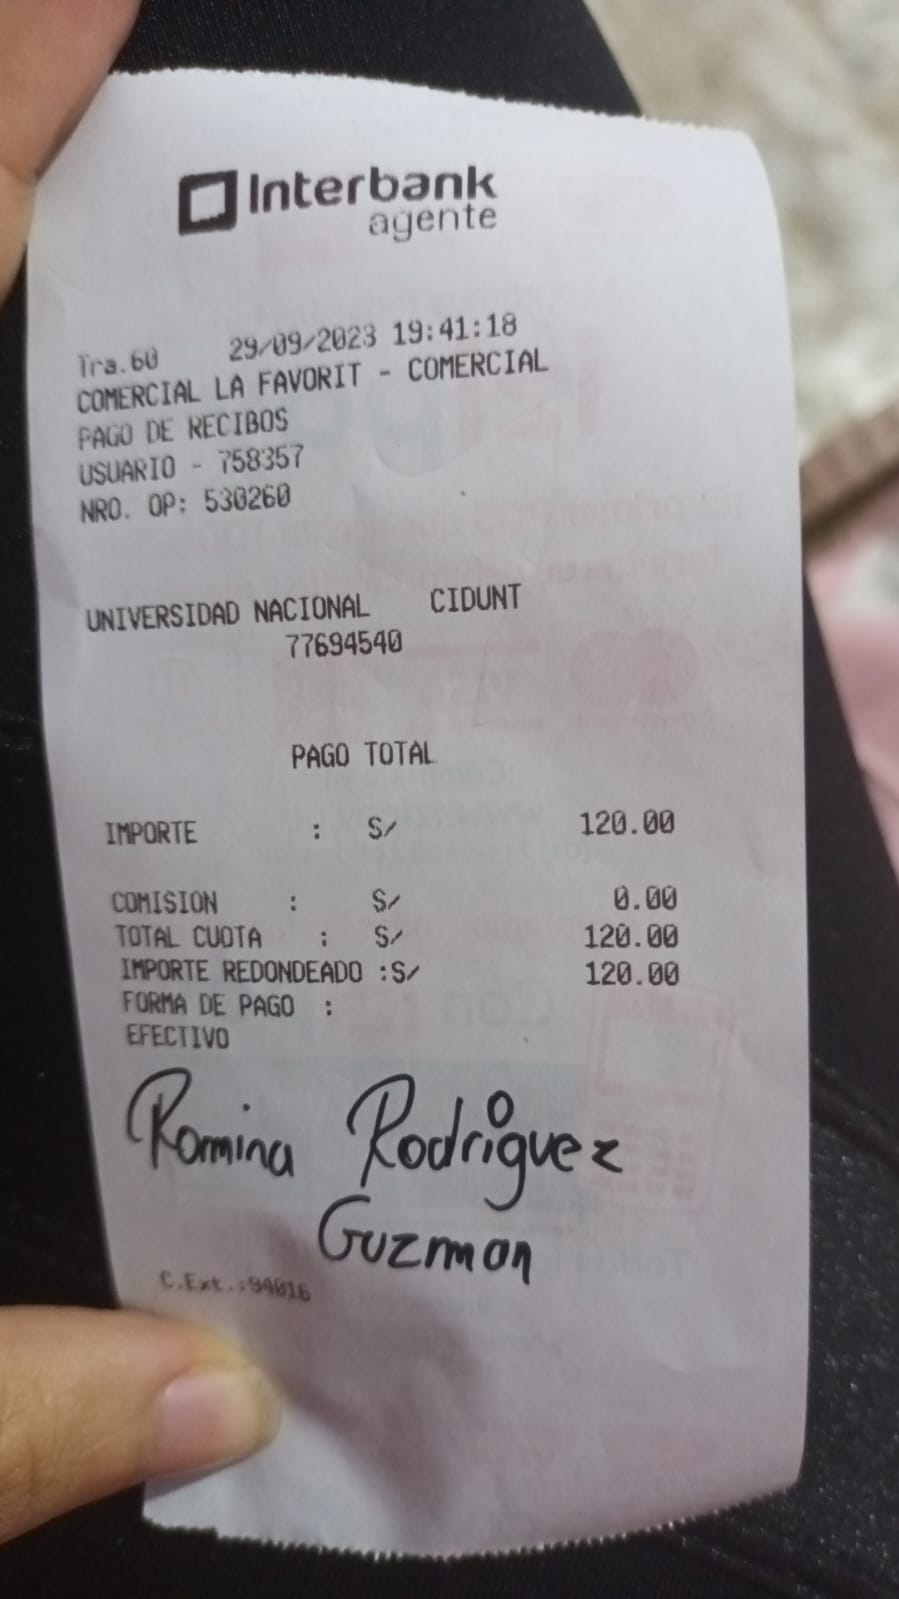 Interbank
agente
Tra.60 29/09/2023 19:41:18
COMERCIAL LA FAVORIT - COMERCIAL
PAGO DE RECIBOS
USUARIO - 758357
NRO. OP: 530260
UNIVERSIDAD NACIONAL CIDUNT
77694540
PAGO TOTAL
IMPORTE : S/ 120.00
COMISION : S/ 0.00
TOTAL CUOTA : S/ 120.00
IMPORTE REDONDEADO :S/ 120.00
FORMA DE PAGO :
EFECTIVO
Romina Rodriguez
Guzman
C.Ext.:94016